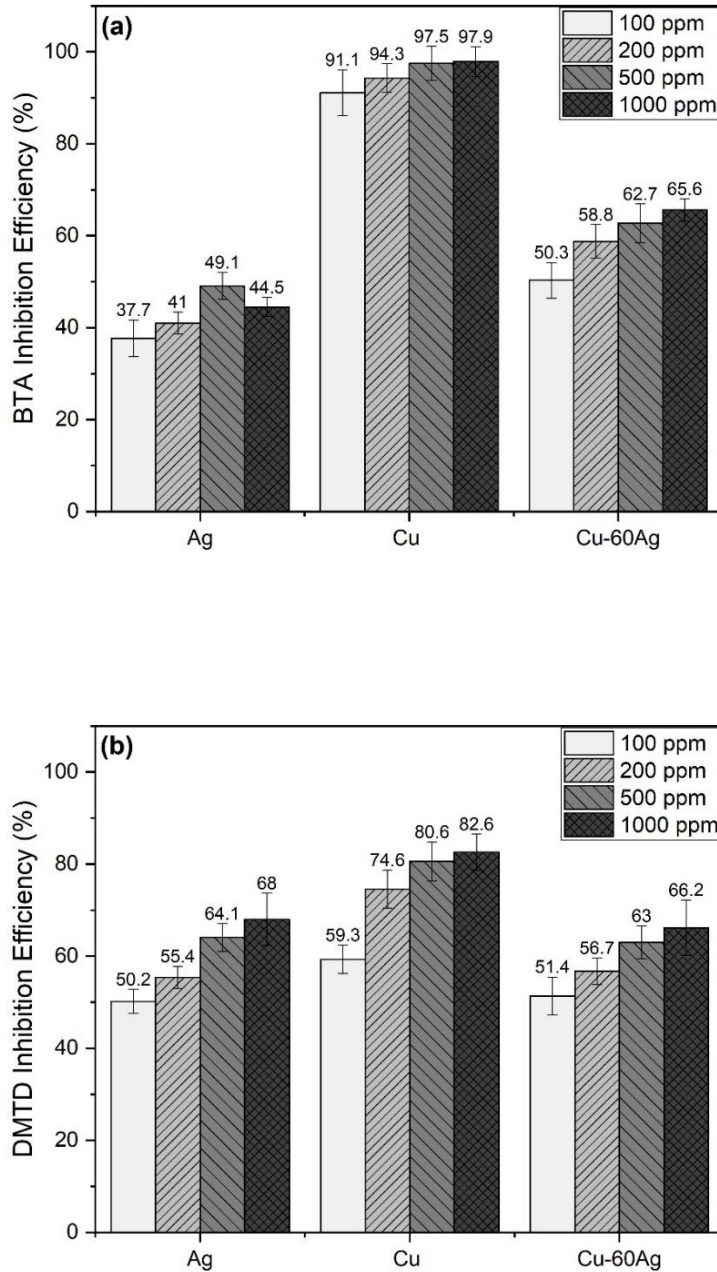 (a)
100 ppm
200 ppm
500 ppm
1000 ppm
BTA Inhibition Efficiency (%)
100
80
60
40
20
0
37.7
41
49.1
44.5
91.1
94.3
97.5
97.9
50.3
58.8
62.7
65.6
Ag
Cu
Cu-60Ag
(b)
100 ppm
200 ppm
500 ppm
1000 ppm
DMTD Inhibition Efficiency (%)
100
80
60
40
20
0
50.2
55.4
64.1
68
59.3
74.6
80.6
82.6
51.4
56.7
63
66.2
Ag
Cu
Cu-60Ag